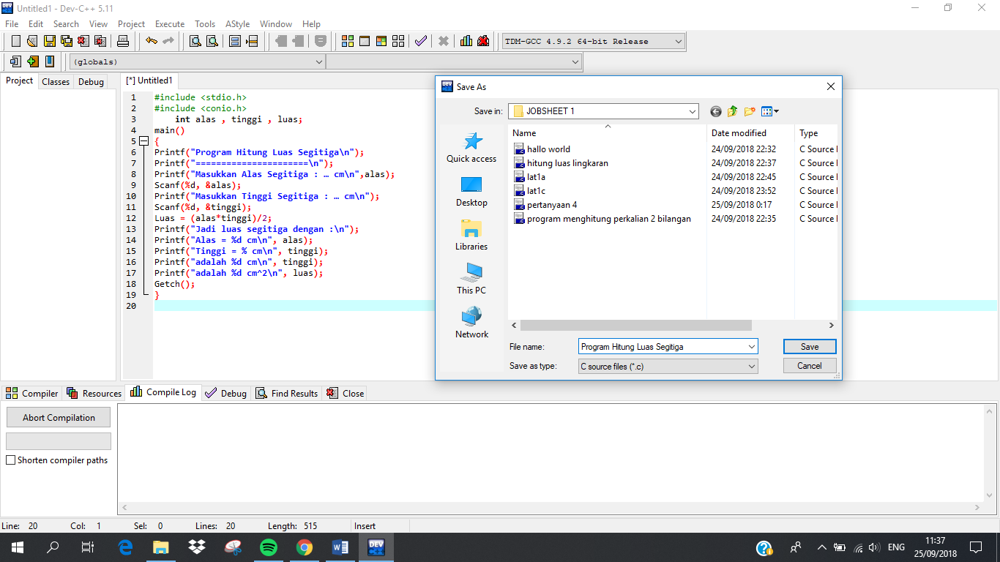 Untitled1 - Dev-C++ 5.11
File Edit Search View Project Execute Tools AStyle Window Help
TDM-GCC 4.9.2 64-bit Release
(globals)
Project Classes Debug
[*] Untitled1
1 #include <stdio.h>
2 #include <conio.h>
3 int alas , tinggi , luas;
4 main()
5 {
6 Printf("Program Hitung Luas Segitiga\n");
7 Printf("======================\n");
8 Printf("Masukkan Alas Segitiga : … cm\n",alas);
9 Scanf(%d, &alas);
10 Printf("Masukkan Tinggi Segitiga : … cm\n");
11 Scanf(%d, &tinggi);
12 Luas = (alas*tinggi)/2;
13 Printf("Jadi luas segitiga dengan :\n");
14 Printf("Alas = %d cm\n", alas);
15 Printf("Tinggi = % cm\n", tinggi);
16 Printf("adalah %d cm\n", tinggi);
17 Printf("adalah %d cm^2\n", luas);
18 Getch();
19 }
20
Save As
Save in: JOBSHEET 1
Quick access
Desktop
Libraries
This PC
Network
Name Date modified Type
hallo world 24/09/2018 22:32 C Source
hitung luas lingkaran 24/09/2018 22:37 C Source
lat1a 24/09/2018 22:45 C Source
lat1c 24/09/2018 23:52 C Source
pertanyaan 4 25/09/2018 0:17 C Source
program menghitung perkalian 2 bilangan 24/09/2018 22:35 C Source
File name: Program Hitung Luas Segitiga Save
Save as type: C source files (*.c) Cancel
Compiler Resources Compile Log Debug Find Results Close
Abort Compilation
Shorten compiler paths
Line: 20 Col: 1 Sel: 0 Lines: 20 Length: 515 Insert
DEV
ENG
11:37
25/09/2018